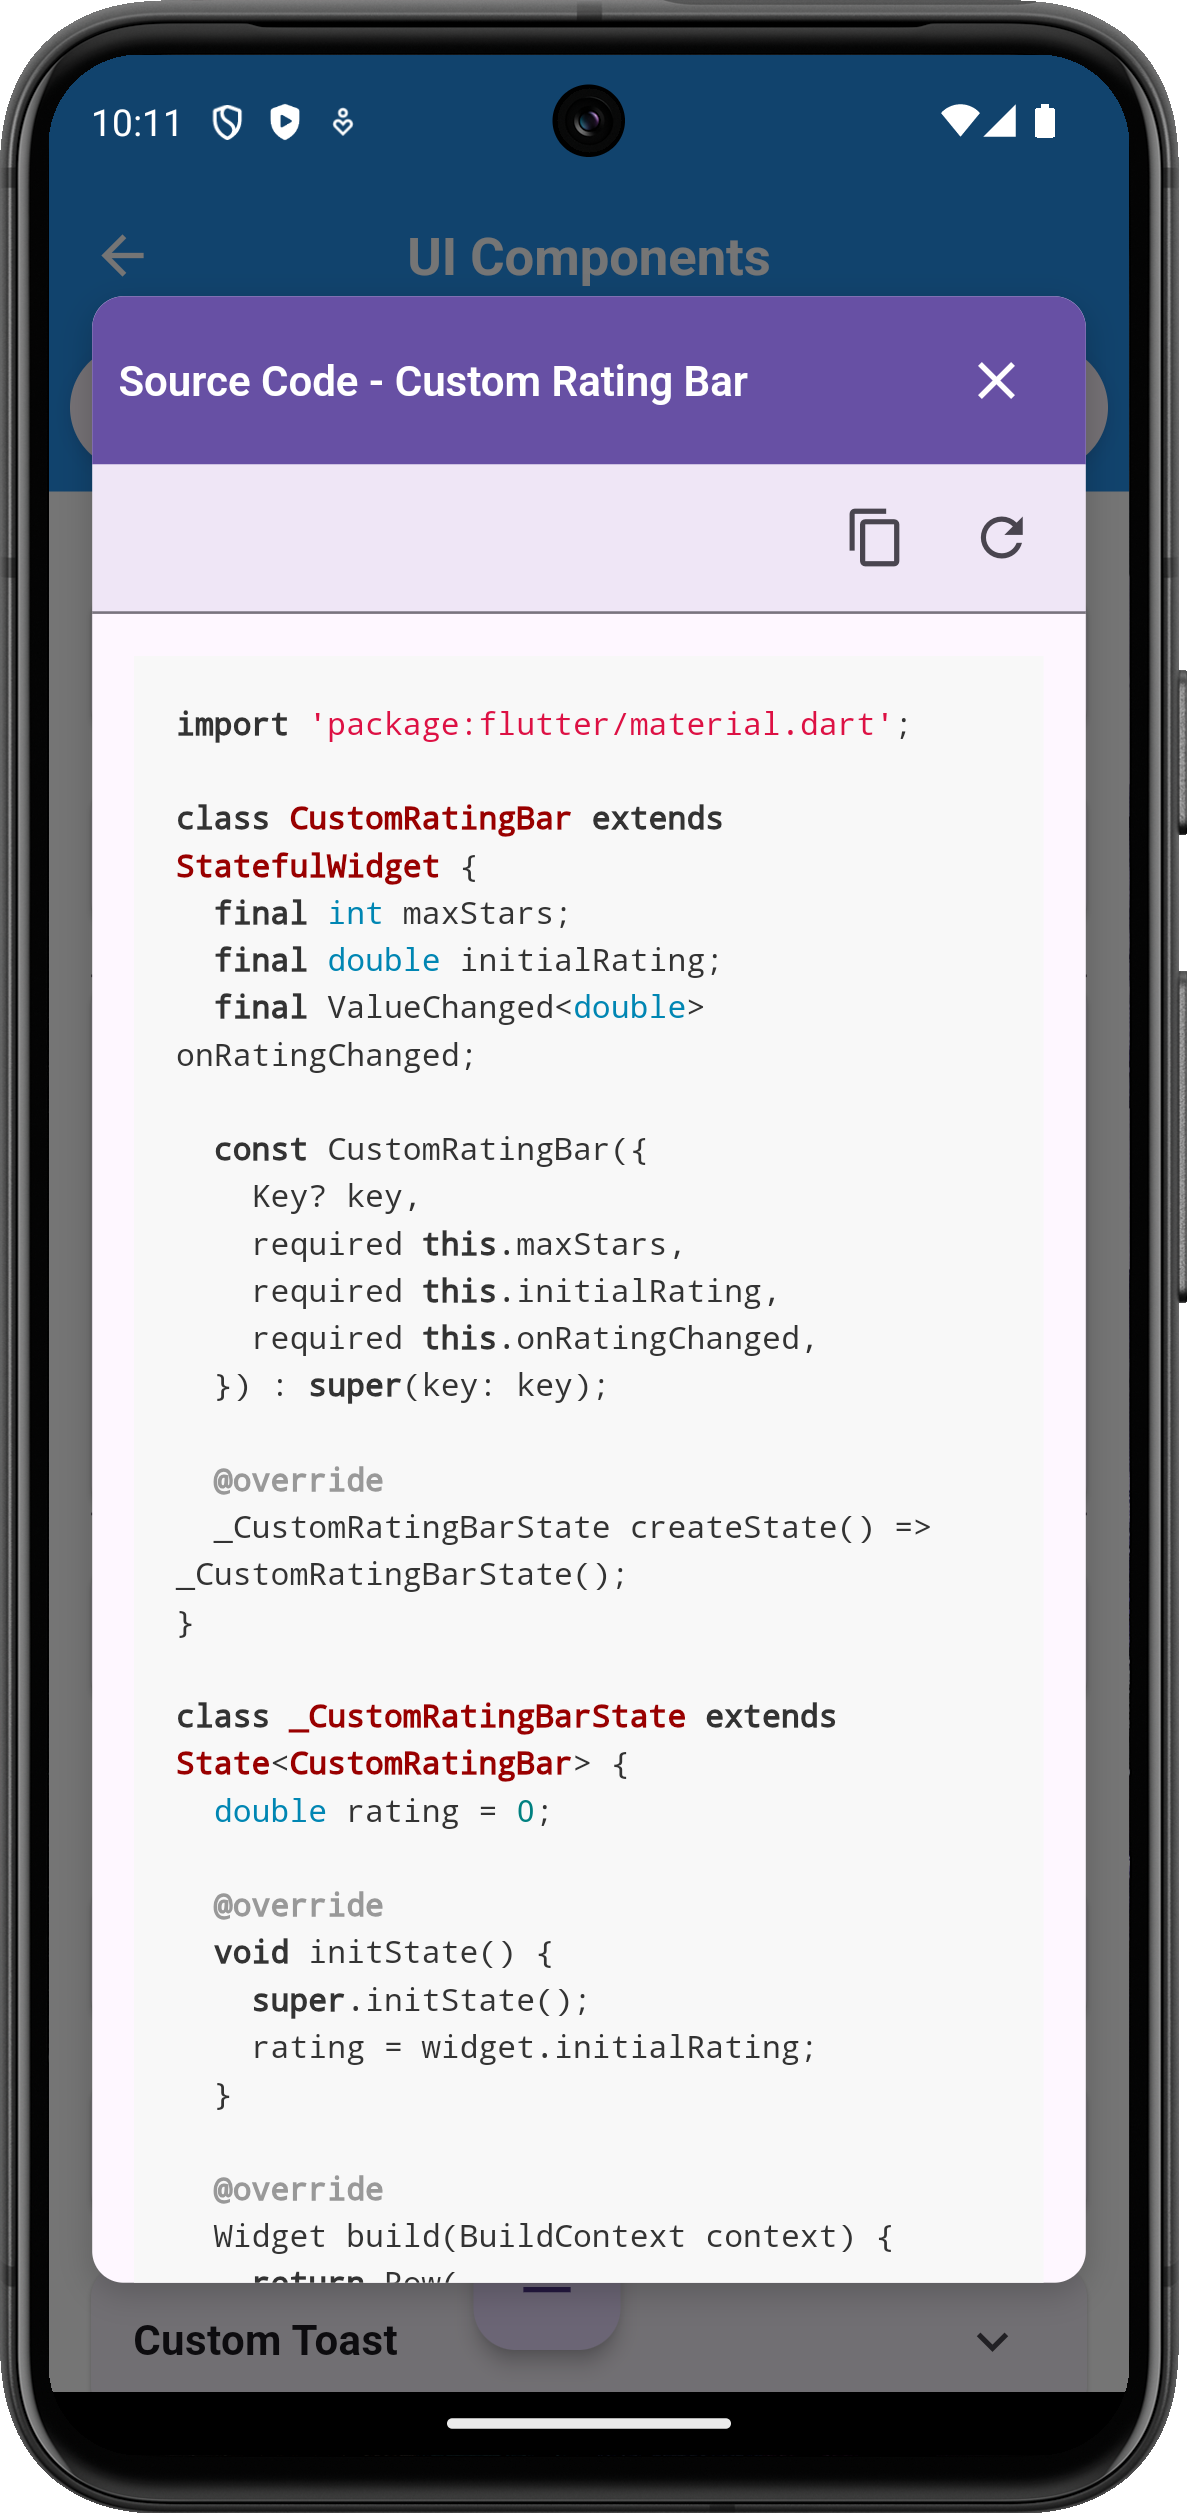 10:11
UI Components
Source Code - Custom Rating Bar
import 'package:flutter/material.dart';
class CustomRatingBar extends
StatefulWidget {
  final int maxStars;
  final double initialRating;
  final ValueChanged<double>
onRatingChanged;
  const CustomRatingBar({
    Key? key,
    required this.maxStars,
    required this.initialRating,
    required this.onRatingChanged,
  }) : super(key: key);
  @override
  _CustomRatingBarState createState() =>
_CustomRatingBarState();
}
class _CustomRatingBarState extends
State<CustomRatingBar> {
  double rating = 0;
  @override
  void initState() {
    super.initState();
    rating = widget.initialRating;
  }
  @override
  Widget build(BuildContext context) {
    return Row(
Custom Toast